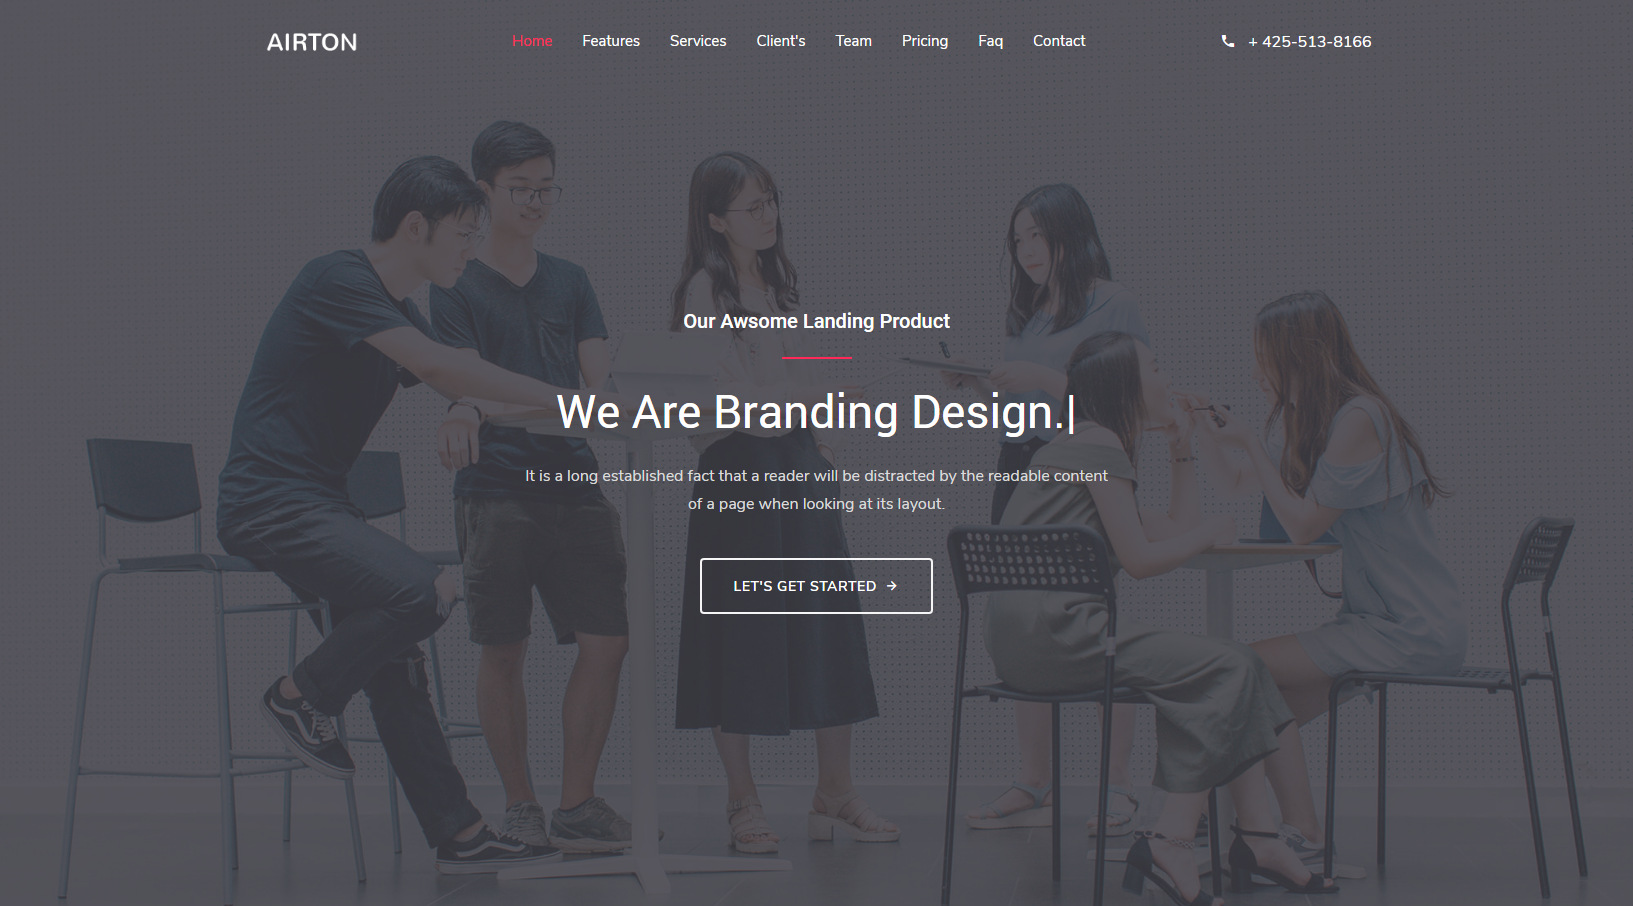 AIRTON
Home Features Services Client's Team Pricing Faq Contact
+ 425-513-8166
Our Awsome Landing Product
We Are Branding Design.|
It is a long established fact that a reader will be distracted by the readable content
of a page when looking at its layout.
LET'S GET STARTED →